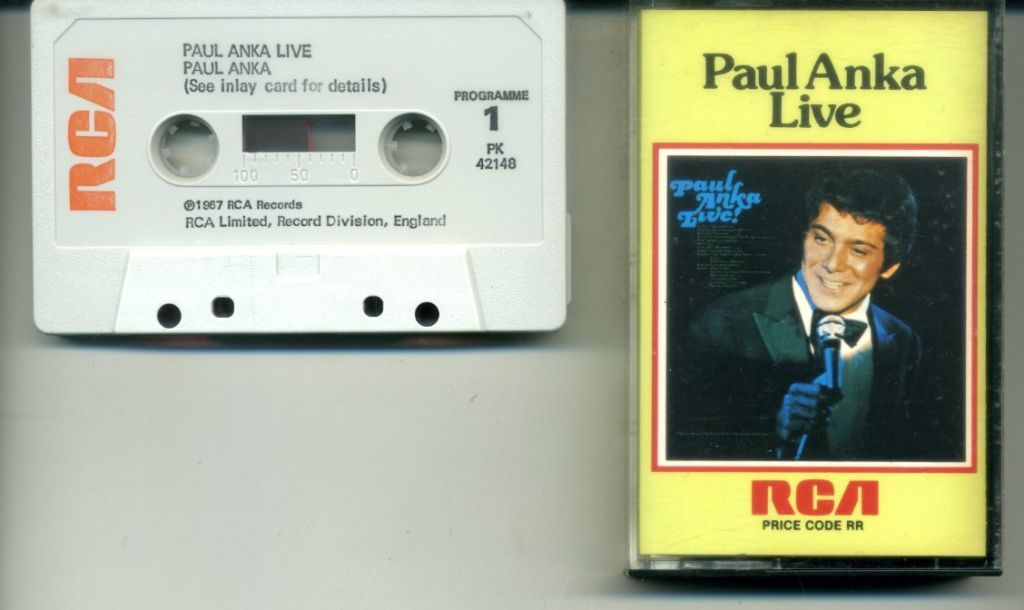 RCA
PAUL ANKA LIVE
PAUL ANKA
(See inlay card for details)
PROGRAMME
1
PK
42148
100 50 0
℗1967 RCA Records
RCA Limited, Record Division, England
Paul Anka
Live
Paul
Anka
Live!
RCA
PRICE CODE RR